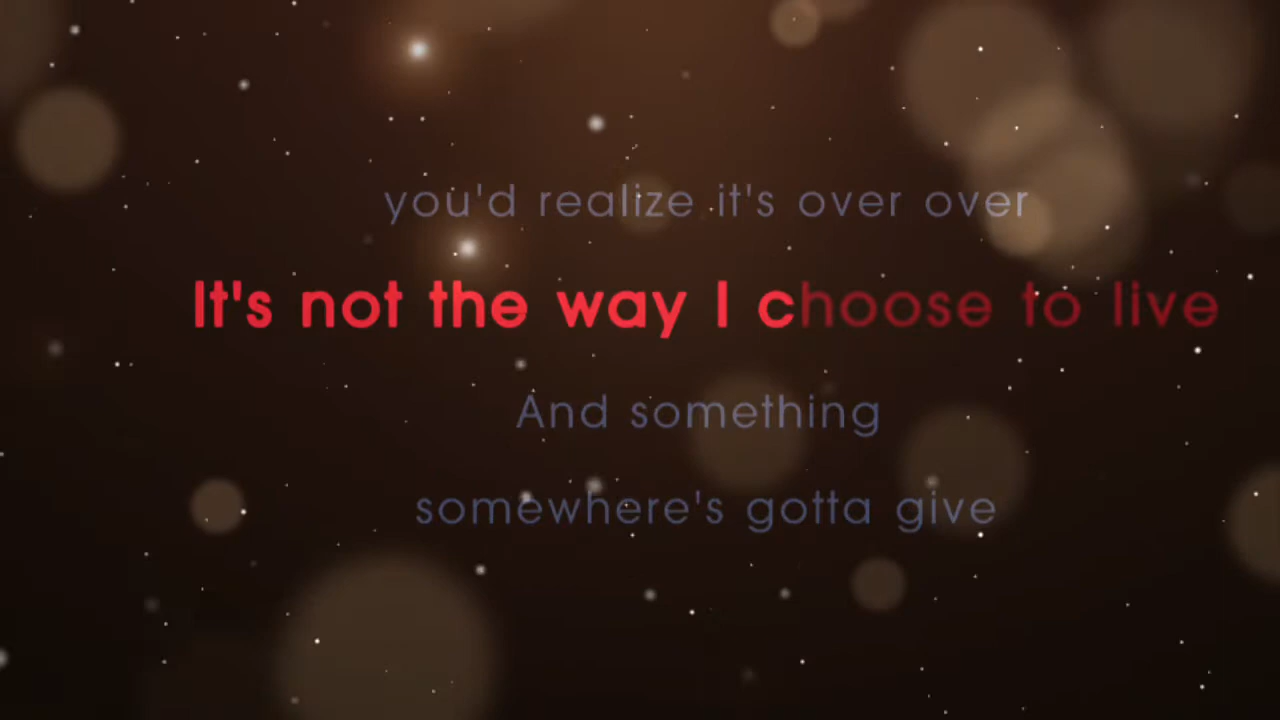 you'd realize it's over over
It's not the way I choose to live
And something
somewhere's gotta give